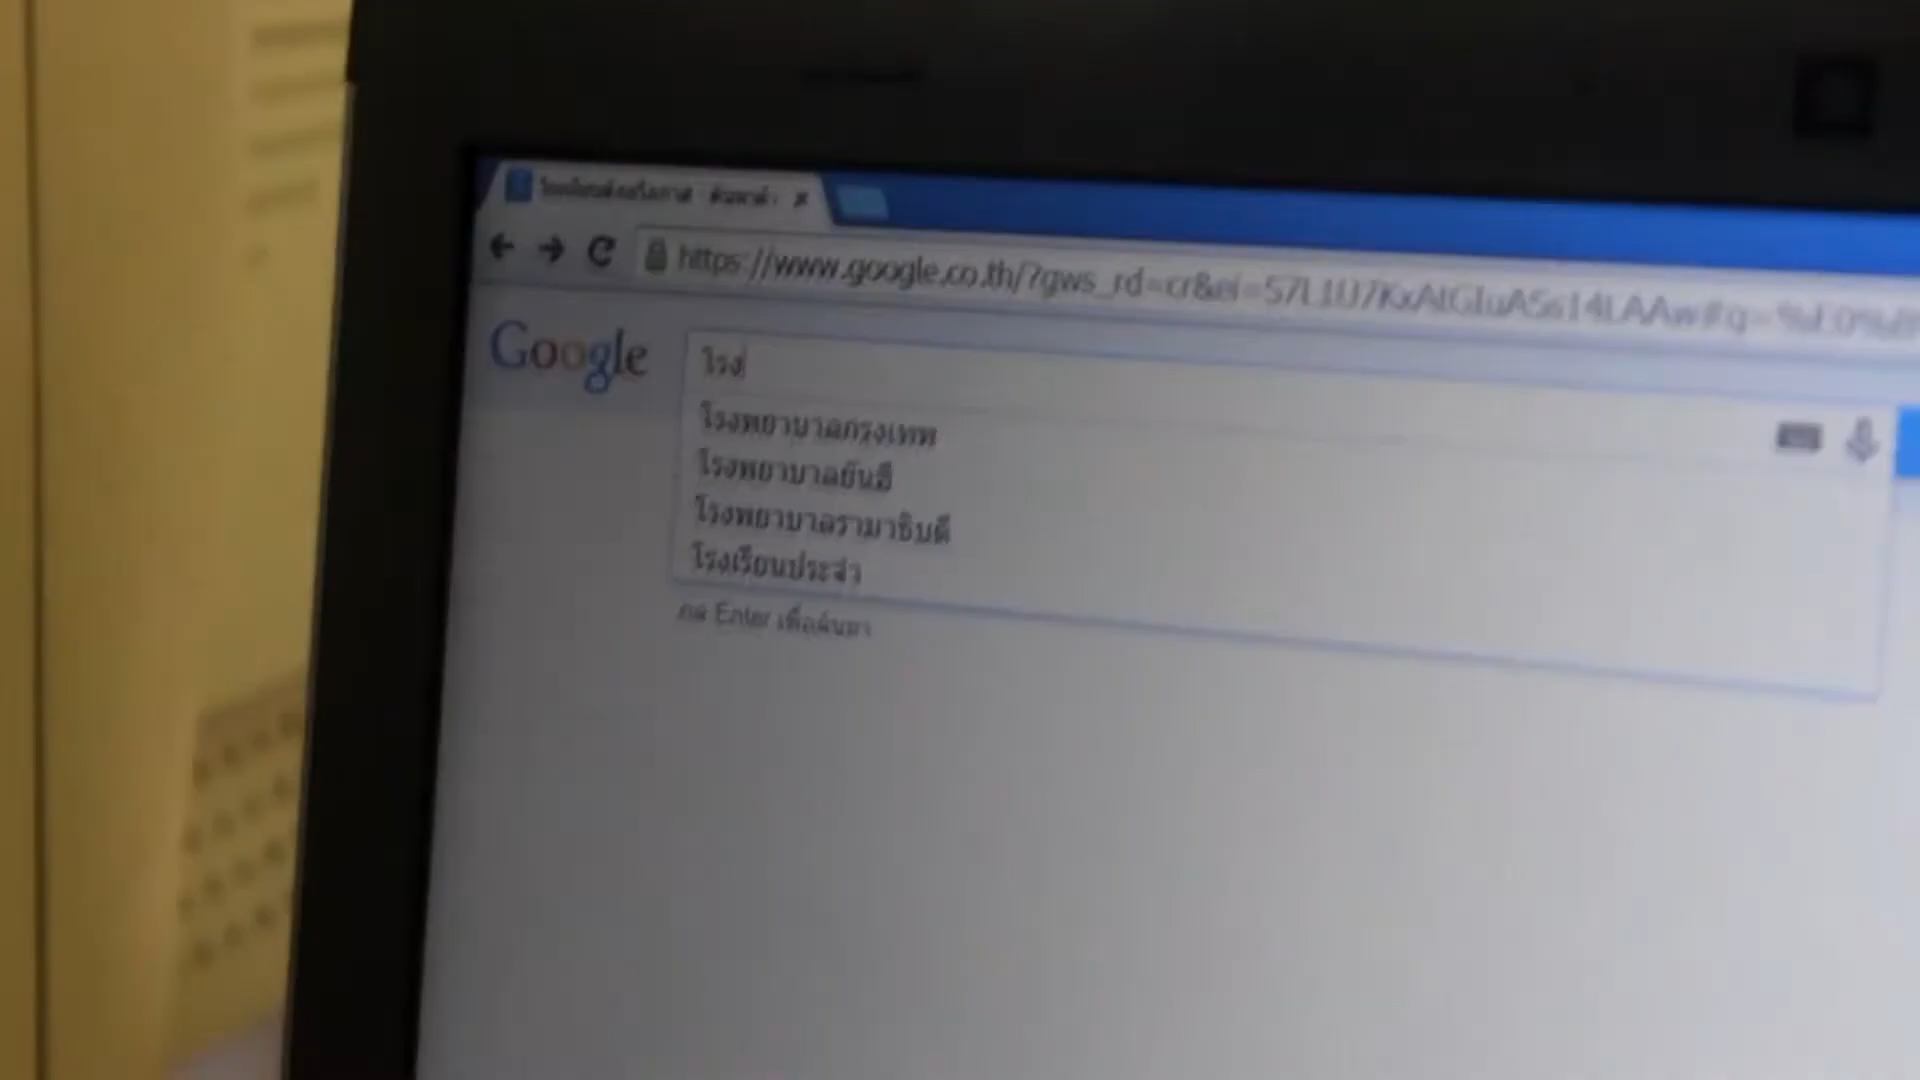 https://www.google.co.th/?gws_rd=cr&ei=
Google
โรง
โรงพยาบาลกรุงเทพ
โรงพยาบาลยันฮี
โรงพยาบาลรามาธิบดี
โรงเรียนประจำ
กด Enter เพื่อค้นหา